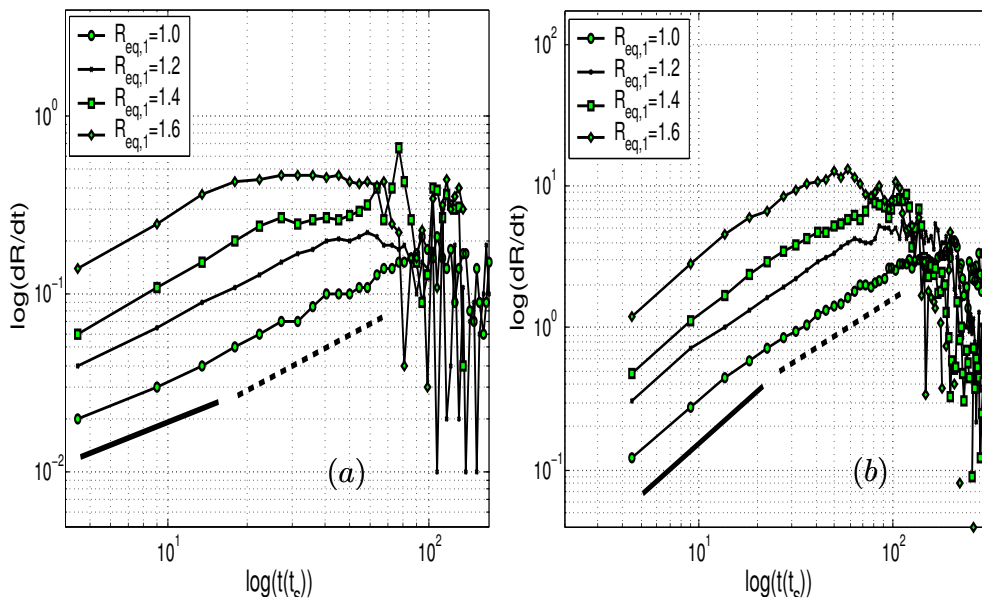 R_eq,1=1.0
R_eq,1=1.2
R_eq,1=1.4
R_eq,1=1.6
10^0
10^-1
10^-2
log(dR/dt)
(a)
10^1
10^2
log(t(t_s))
R_eq,1=1.0
R_eq,1=1.2
R_eq,1=1.4
R_eq,1=1.6
10^2
10^1
10^0
10^-1
log(dR/dt)
(b)
10^1
10^2
log(t(t_s))